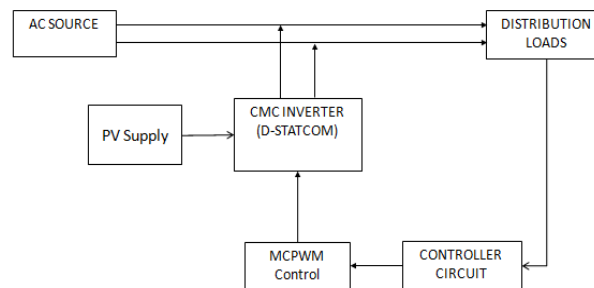 AC SOURCE
DISTRIBUTION
LOADS
CMC INVERTER
(D-STATCOM)
PV Supply
MCPWM
Control
CONTROLLER
CIRCUIT